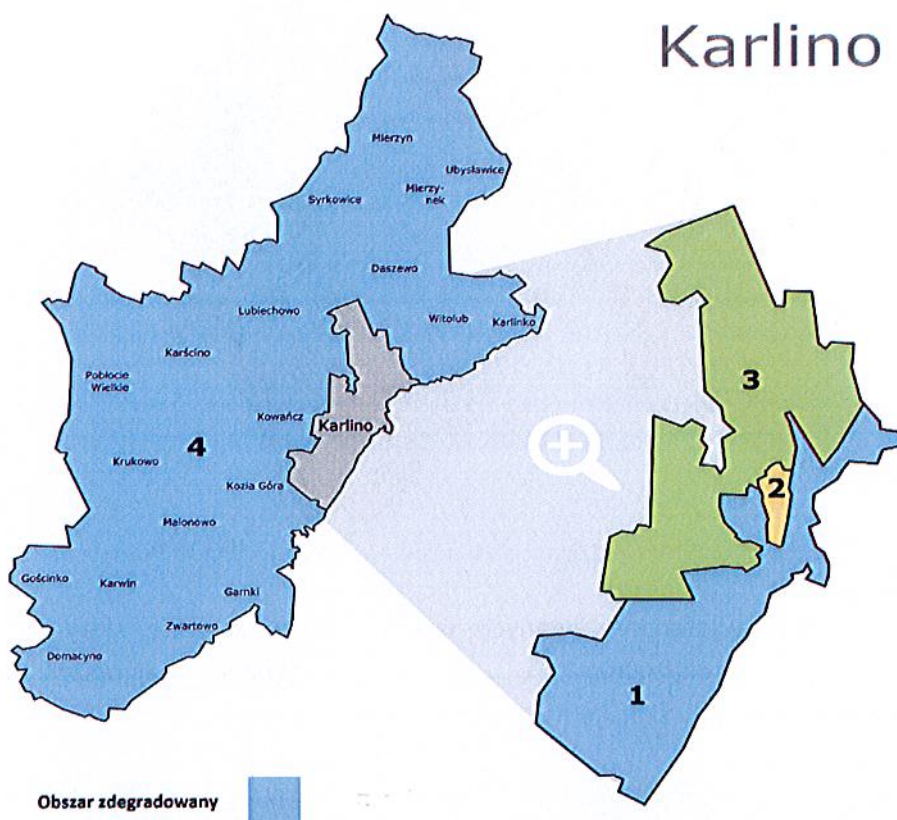 Karlino
Mierzyn
Ubysławice
Mierzy-
nek
Syrkowice
Daszewo
Lubiechowo
Witolub
Karlinko
Karścino
Pobłocie
Wielkie
Kowańcz
Karlino
3
4
Krukowo
Kozia Góra
2
Malonowo
Gościnko
Karwin
Garnki
Zwartowo
Domacyno
1
Obszar zdegradowany